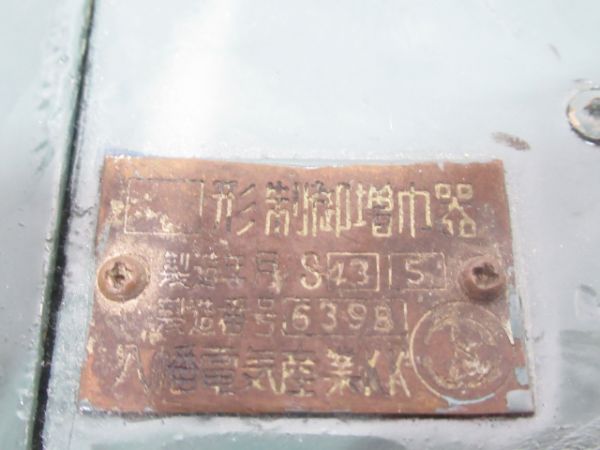 形制御増巾器
製造年月 S43 5
製造番号 6398
八幡電気産業KK